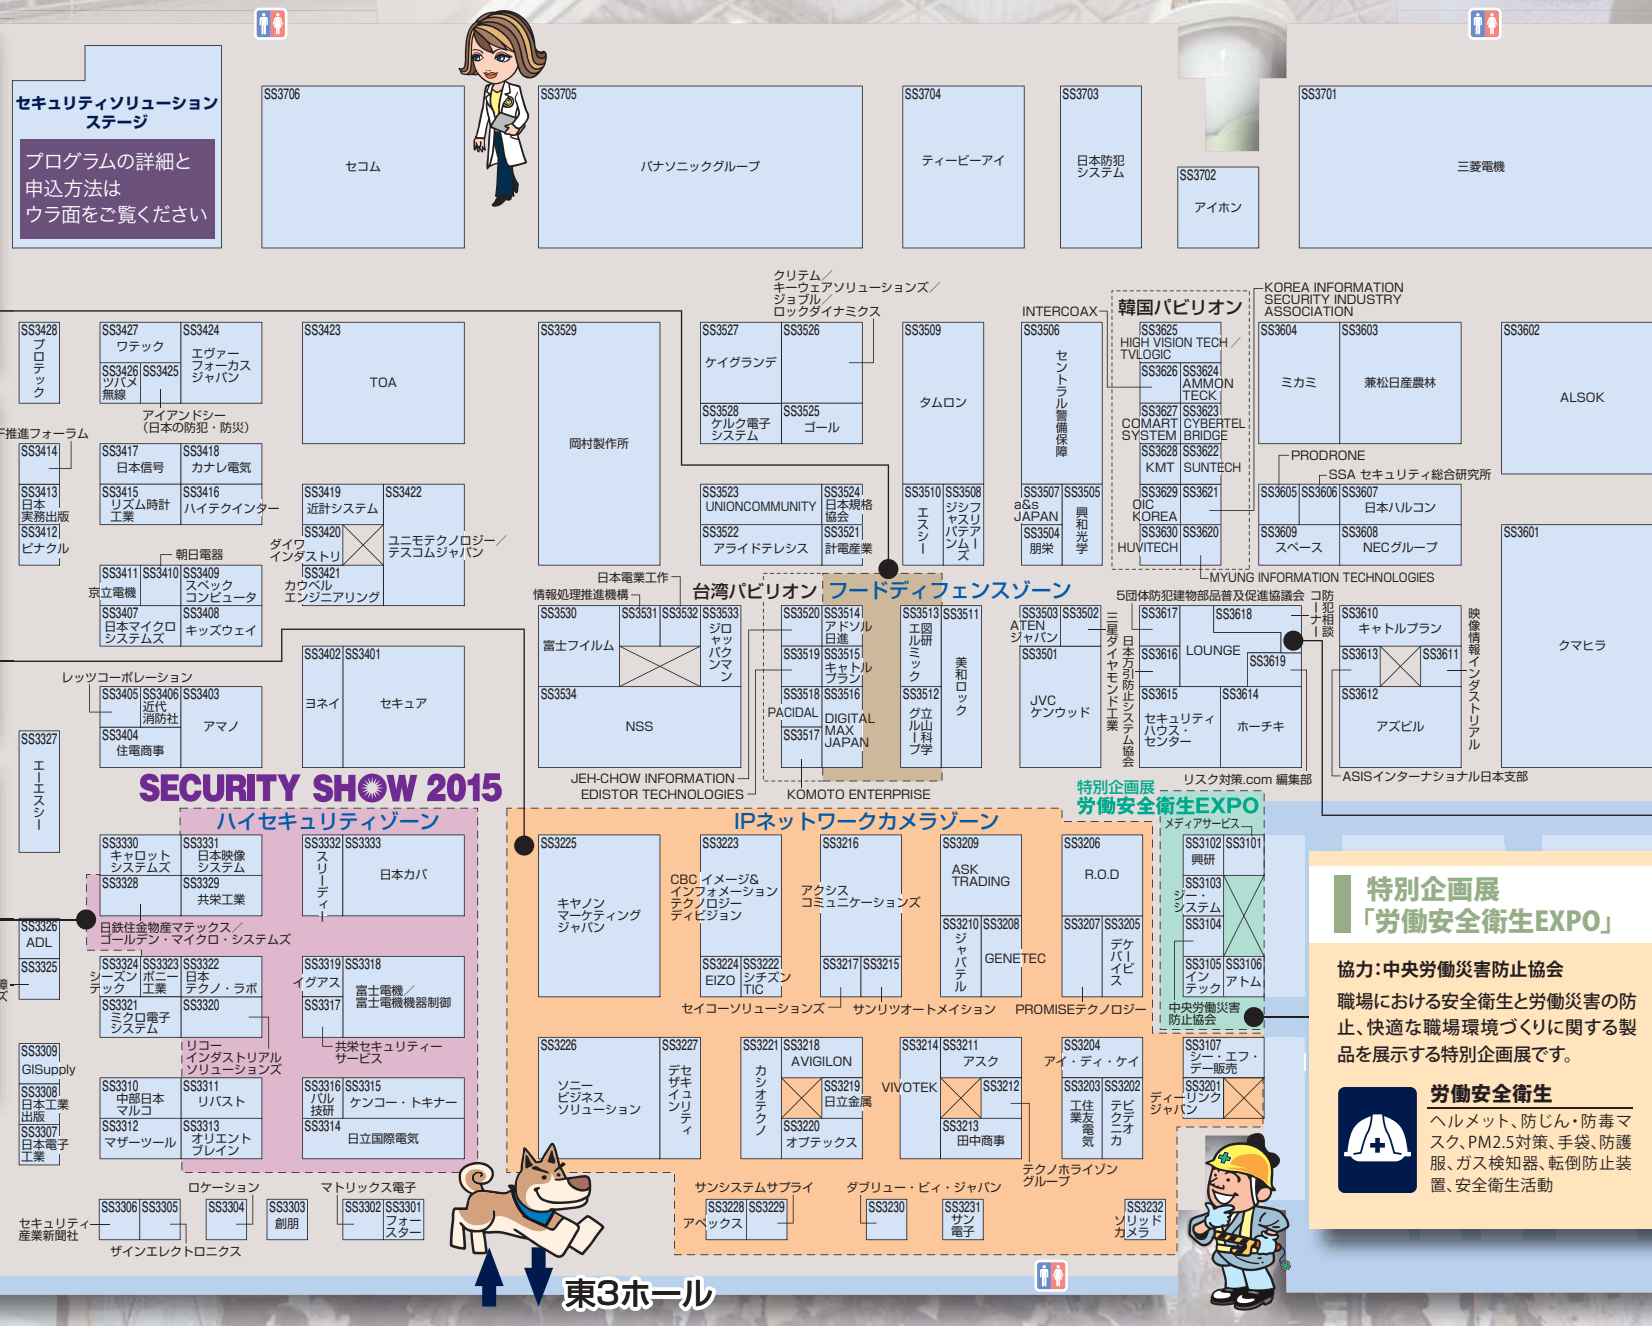 セキュリティソリューション
ステージ
プログラムの詳細と
申込方法は
ウラ面をご覧ください
SS3706
セコム
SS3705
パナソニックグループ
SS3704
ティービーアイ
SS3703
日本防犯
システム
SS3702
アイホン
SS3701
三菱電機
SS3428
プロテック
SS3427
ワテック
SS3424
エヴァー
フォーカス
ジャパン
SS3426
ツバメ
無線
SS3425
アイアンドシー
（日本の防犯・防災）
SS3423
TOA
SS3529
岡村製作所
クリテム／
キーウェアソリューションズ／
ジョブル／
ロックダイナミクス
SS3527
ケイグランデ
SS3526
SS3528
ケルク電子
システム
SS3525
ゴール
SS3509
タムロン
INTERCOAX
SS3506
セントラル警備保障
韓国パビリオン
SS3625
HIGH VISION TECH／
TVLOGIC
SS3626
SS3624
AMMON
TECK
SS3627
COMART
SYSTEM
SS3623
CYBERTEL
BRIDGE
SS3628
KMT
SS3622
SUNTECH
SS3629
OIC
KOREA
SS3621
SS3630
HUVITECH
SS3620
KOREA INFORMATION
SECURITY INDUSTRY
ASSOCIATION
MYUNG INFORMATION TECHNOLOGIES
SS3604
ミカミ
SS3603
兼松日産農林
SS3602
ALSOK
PRODRONE
SSA セキュリティ総合研究所
SS3605
SS3606
SS3607
日本ハルコン
SS3609
スペース
SS3608
NECグループ
SS3601
クマヒラ
推進フォーラム
SS3414
SS3413
日本
実務出版
SS3412
ピナクル
SS3417
日本信号
SS3418
カナレ電気
SS3415
リズム時計
工業
SS3416
ハイテクインター
SS3419
近計システム
SS3422
ユニモテクノロジー／
テスコムジャパン
SS3420
ダイワ
インダストリ
SS3421
カウベル
エンジニアリング
朝日電器
SS3411
京立電機
SS3410
SS3409
スペック
コンピュータ
SS3407
日本マイクロ
システムズ
SS3408
キッズウェイ
SS3523
UNIONCOMMUNITY
SS3524
日本規格
協会
SS3522
アライドテレシス
SS3521
計電産業
SS3510
エスシー
SS3508
ジャパン
システィムズ
フリアー
SS3507
a&s
JAPAN
SS3505
興和光学
SS3504
朋栄
日本電業工作
情報処理推進機構
SS3530
富士フイルム
SS3531
SS3532
SS3533
ジャパン
ロックマン
SS3534
NSS
台湾パビリオン
フードディフェンスゾーン
SS3520
SS3514
アドソル
日進
SS3519
SS3515
キャトル
プラン
SS3518
PACIDAL
SS3516
DIGITAL
MAX
JAPAN
SS3517
SS3513
図研
エルミック
SS3511
美和ロック
SS3512
立山科学
グループ
JEH-CHOW INFORMATION
EDISTOR TECHNOLOGIES
KOMOTO ENTERPRISE
SS3503
ATEN
ジャパン
SS3502
SS3501
JVC
ケンウッド
三星ダイヤモンド工業
日本万引防止システム協会
5団体防犯建物部品普及促進協議会
防犯相談
コーナー
SS3617
SS3618
LOUNGE
SS3616
SS3619
SS3615
セキュリティ
ハウス・
センター
SS3614
ホーチキ
リスク対策.com 編集部
SS3610
キャトルプラン
SS3613
SS3611
SS3612
アズビル
映像情報インダストリアル
ASISインターナショナル日本支部
レッツコーポレーション
SS3405
SS3406
近代
消防社
SS3403
アマノ
SS3404
住電商事
SS3402
ヨネイ
SS3401
セキュア
SS3327
エーエスシー
SECURITY SHOW 2015
ハイセキュリティゾーン
SS3330
キャロット
システムズ
SS3331
日本映像
システム
SS3328
SS3329
共栄工業
日鉄住金物産マテックス／
ゴールデン・マイクロ・システムズ
SS3332
スリーディー
SS3333
日本カバ
SS3326
ADL
SS3325
SS3324
シーズン
テック
SS3323
ボニー
工業
SS3322
日本
テクノ・ラボ
SS3321
ミクロ電子
システム
SS3320
リコー
インダストリアル
ソリューションズ
SS3319
イグアス
SS3318
富士電機／
富士電機機器制御
SS3317
共栄セキュリティー
サービス
SS3309
GISupply
SS3308
日本工業
出版
SS3307
日本電子
工業
SS3310
中部日本
マルコ
SS3311
リバスト
SS3312
マザーツール
SS3313
オリエント
ブレイン
SS3316
パル
技研
SS3315
ケンコー・トキナー
SS3314
日立国際電気
ロケーション
マトリックス電子
SS3306
SS3305
SS3304
SS3303
創朋
SS3302
SS3301
フォー
スター
セキュリティ
産業新聞社
ザインエレクトロニクス
IPネットワークカメラゾーン
SS3225
キヤノン
マーケティング
ジャパン
SS3223
CBC イメージ&
インフォメーション
テクノロジー
ディビジョン
SS3224
EIZO
SS3222
シチズン
TIC
SS3216
アクシス
コミュニケーションズ
SS3217
SS3215
セイコーソリューションズ
サンリツオートメイション
SS3209
ASK
TRADING
SS3210
ジャパテル
SS3208
GENETEC
SS3206
R.O.D
SS3207
SS3205
ケービー
デバイス
PROMISEテクノロジー
SS3226
ソニー
ビジネス
ソリューション
SS3227
セキュリティ
デザイン
SS3221
カシオテクノ
SS3218
AVIGILON
SS3219
日立金属
SS3220
オプテックス
SS3214
VIVOTEK
SS3211
アスク
SS3212
SS3213
田中商事
テクノホライゾン
グループ
SS3204
アイ・ディ・ケイ
SS3203
住友電気
工業
SS3202
ビデオ
テクニカ
サンシステムサプライ
SS3228
アペックス
SS3229
ダブリュー・ビィ・ジャパン
SS3230
SS3231
サン
電子
SS3232
ソリッド
カメラ
特別企画展
労働安全衛生EXPO
メディアサービス
SS3102
興研
SS3101
SS3103
ジー・
システム
SS3104
SS3105
イン
テック
SS3106
アトム
中央労働災害
防止協会
SS3107
シー・エフ・
デー販売
SS3201
ディーリンク
ジャパン
特別企画展
「労働安全衛生EXPO」
協力：中央労働災害防止協会
職場における安全衛生と労働災害の防
止、快適な職場環境づくりに関する製
品を展示する特別企画展です。
労働安全衛生
ヘルメット、防じん・防毒マ
スク、PM2.5対策、手袋、防護
服、ガス検知器、転倒防止装
置、安全衛生活動
東3ホール